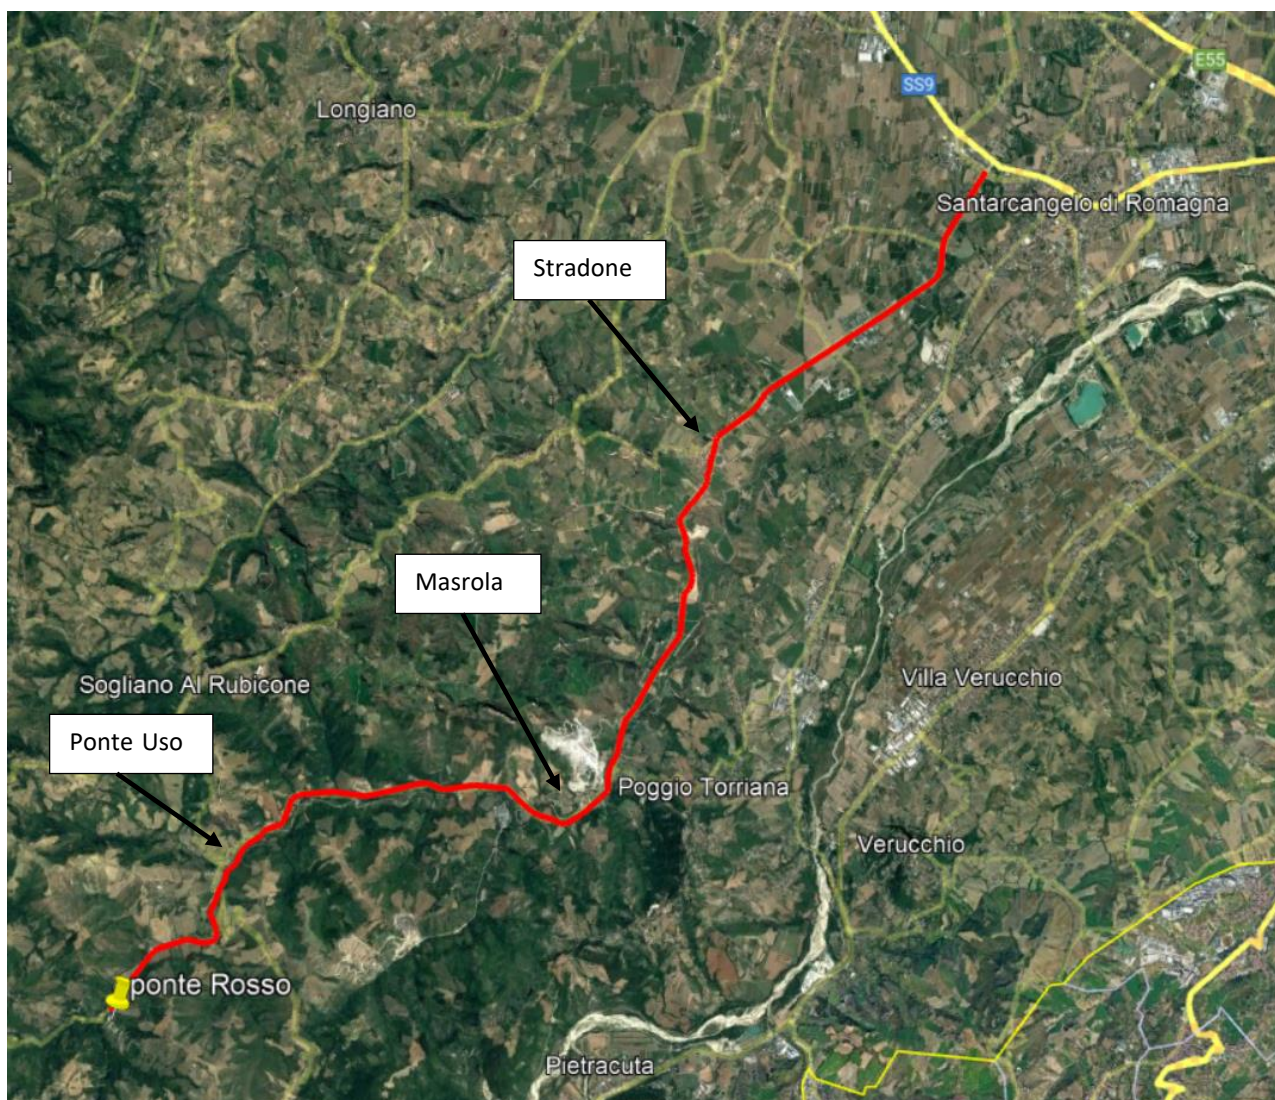 E55
SS9
Longiano
i
Santarcangelo di Romagna
Stradone
Masrola
Sogliano Al Rubicone
Villa Verucchio
Ponte Uso
Poggio Torriana
Verucchio
ponte Rosso
Pietracuta